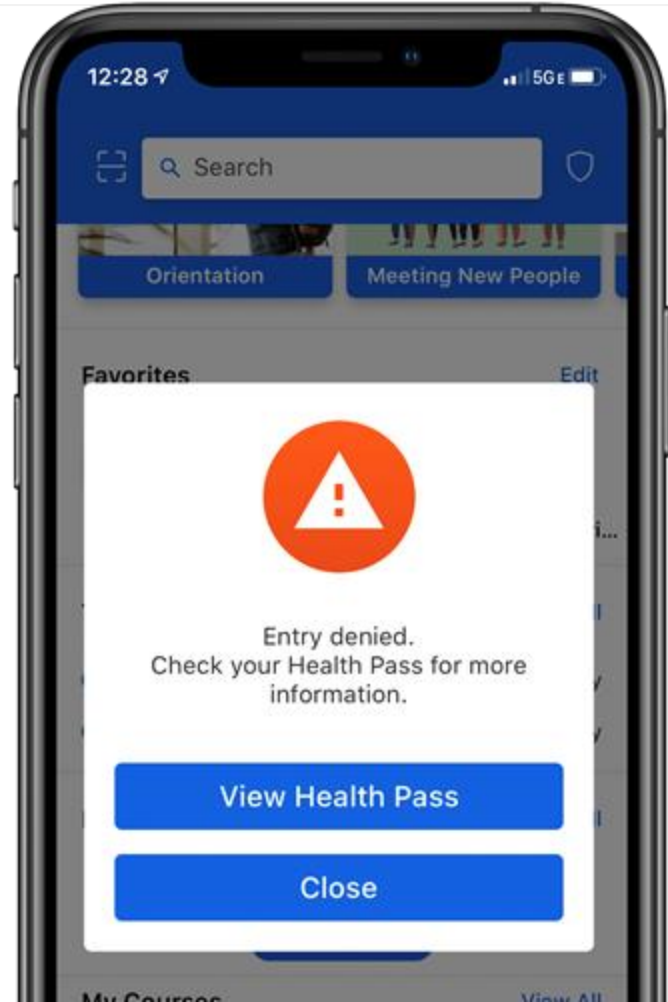 12:28
5GE
Search
Orientation
Meeting New People
Favorites
Edit
Entry denied.
Check your Health Pass for more
information.
View Health Pass
Close
My Courses
View All